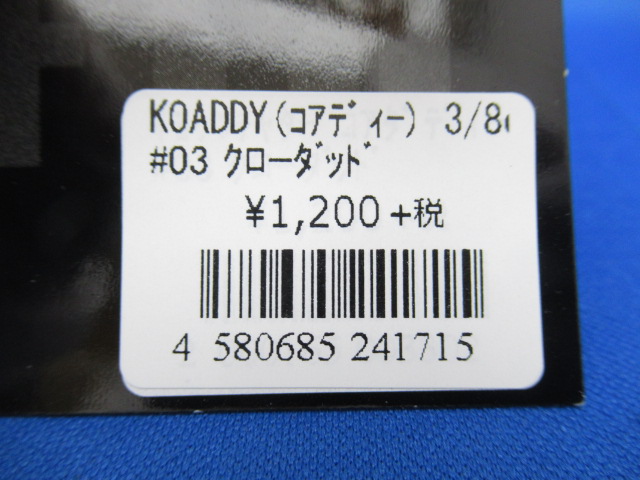 KOADDY(ｺｱﾃﾞｨｰ) 3/8
#03 ｸﾛｰﾀﾞｯﾄﾞ
¥1,200+税
4 580685 241715